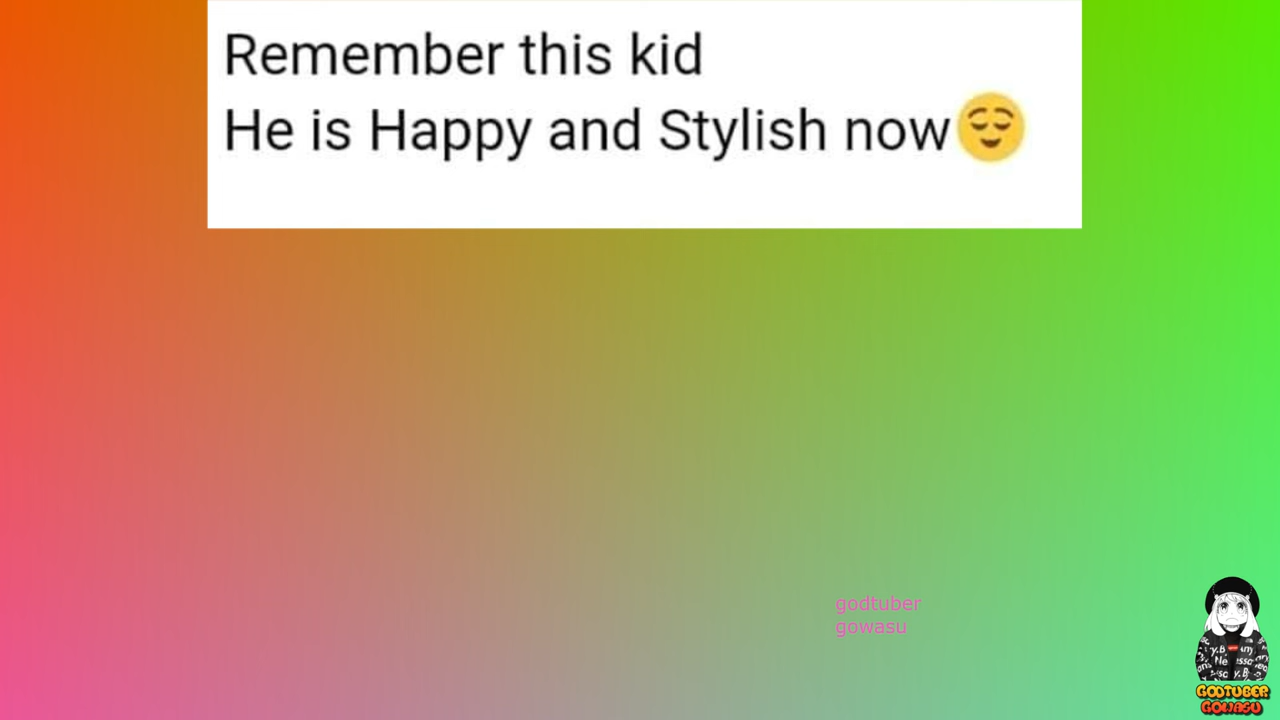 Remember this kid
He is Happy and Stylish now😌
godtuber
gowasu
GODTUBER
GOWASU